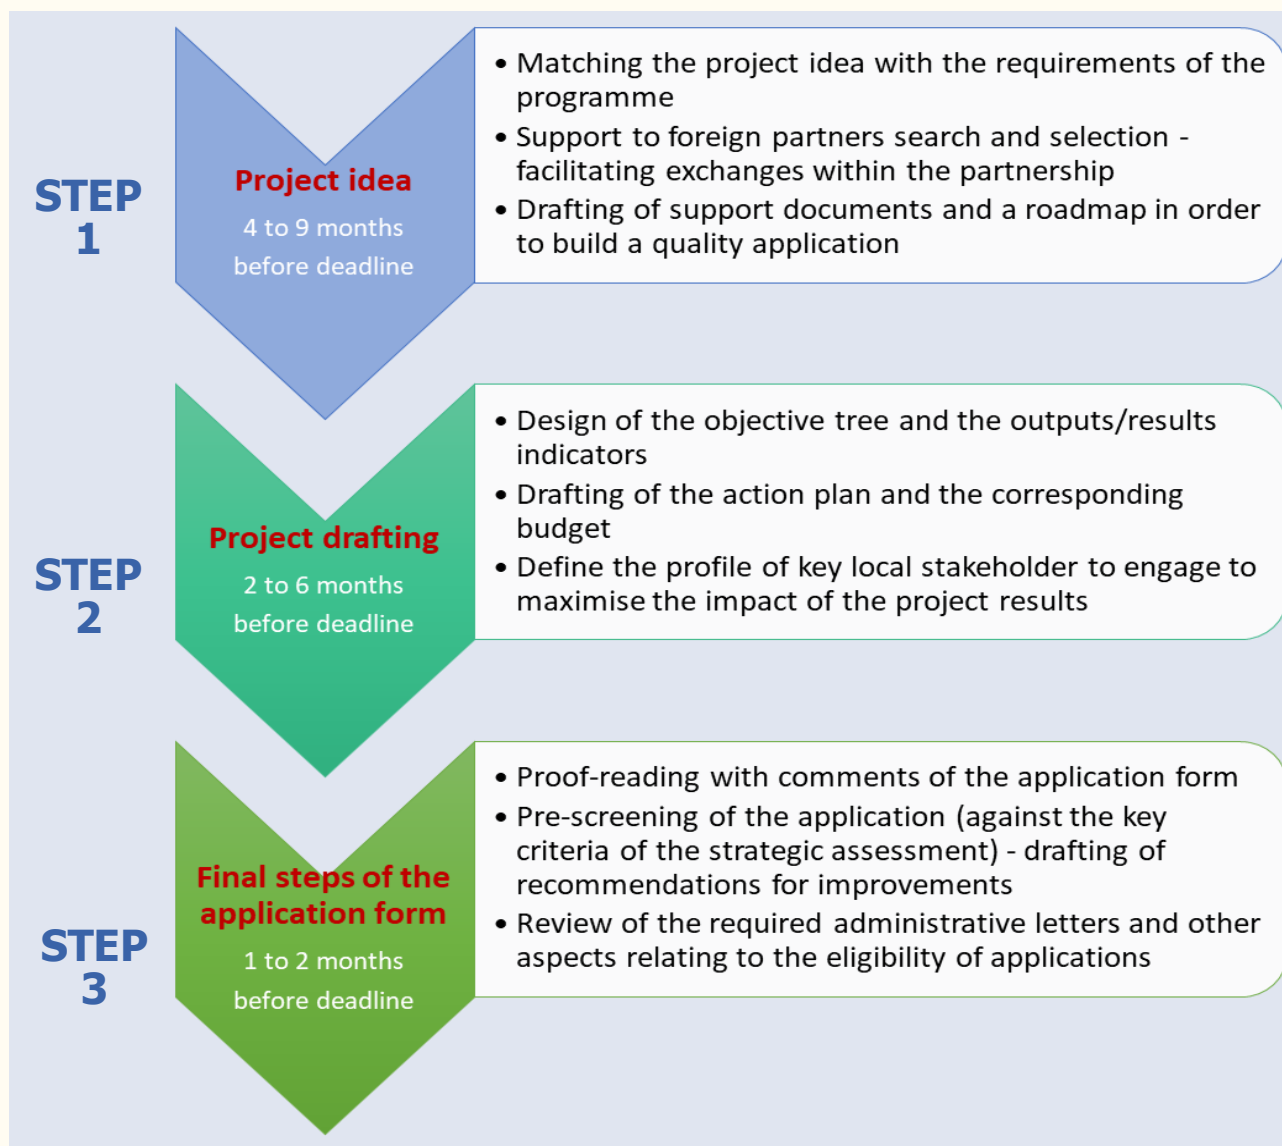 STEP
1
Project idea
4 to 9 months
before deadline
• Matching the project idea with the requirements of the
programme
• Support to foreign partners search and selection -
facilitating exchanges within the partnership
• Drafting of support documents and a roadmap in order
to build a quality application
STEP
2
Project drafting
2 to 6 months
before deadline
• Design of the objective tree and the outputs/results
indicators
• Drafting of the action plan and the corresponding
budget
• Define the profile of key local stakeholder to engage to
maximise the impact of the project results
STEP
3
Final steps of the
application form
1 to 2 months
before deadline
• Proof-reading with comments of the application form
• Pre-screening of the application (against the key
criteria of the strategic assessment) - drafting of
recommendations for improvements
• Review of the required administrative letters and other
aspects relating to the eligibility of applications